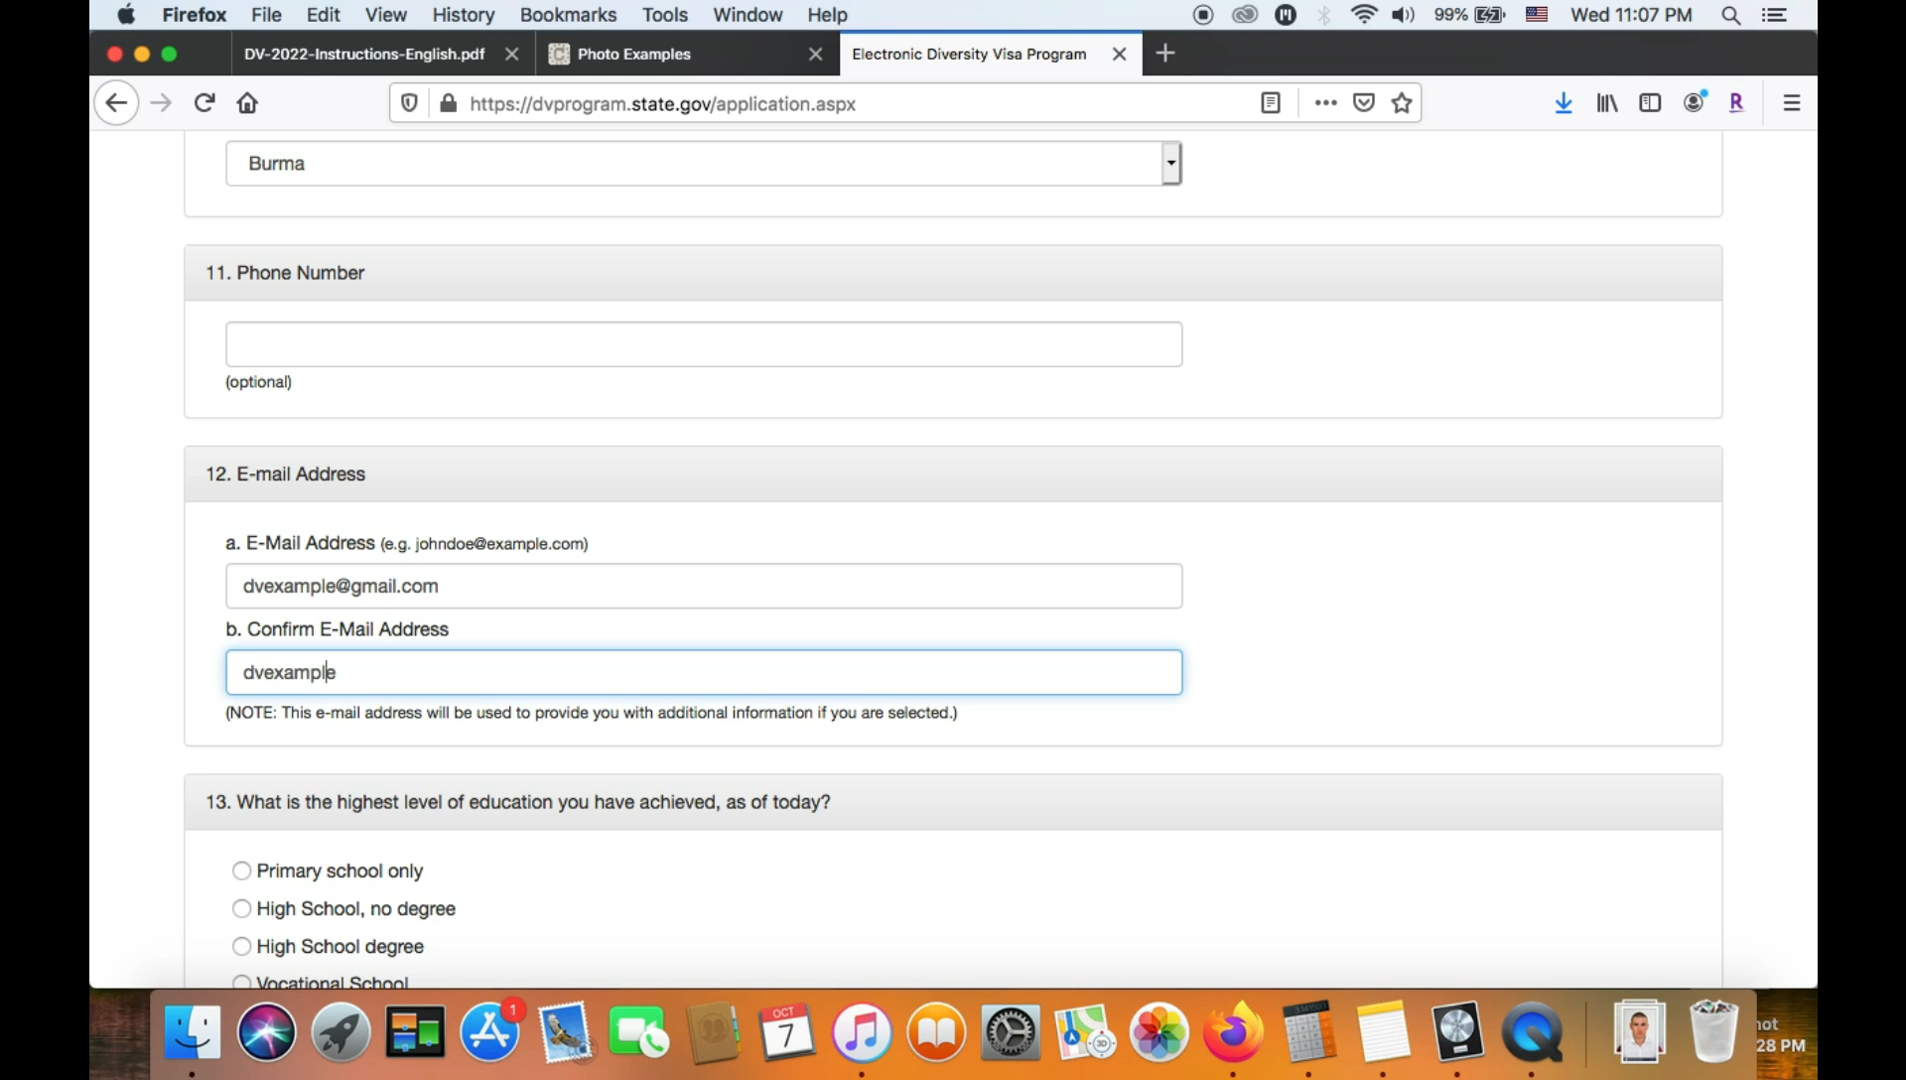 Firefox File Edit View History Bookmarks Tools Window Help 99% Wed 11:07 PM
DV-2022-Instructions-English.pdf Photo Examples Electronic Diversity Visa Program
https://dvprogram.state.gov/application.aspx
Burma
11. Phone Number
(optional)
12. E-mail Address
a. E-Mail Address (e.g. johndoe@example.com)
dvexample@gmail.com
b. Confirm E-Mail Address
dvexample
(NOTE: This e-mail address will be used to provide you with additional information if you are selected.)
13. What is the highest level of education you have achieved, as of today?
Primary school only
High School, no degree
High School degree
Vocational School
1
OCT
7
3D
28 PM